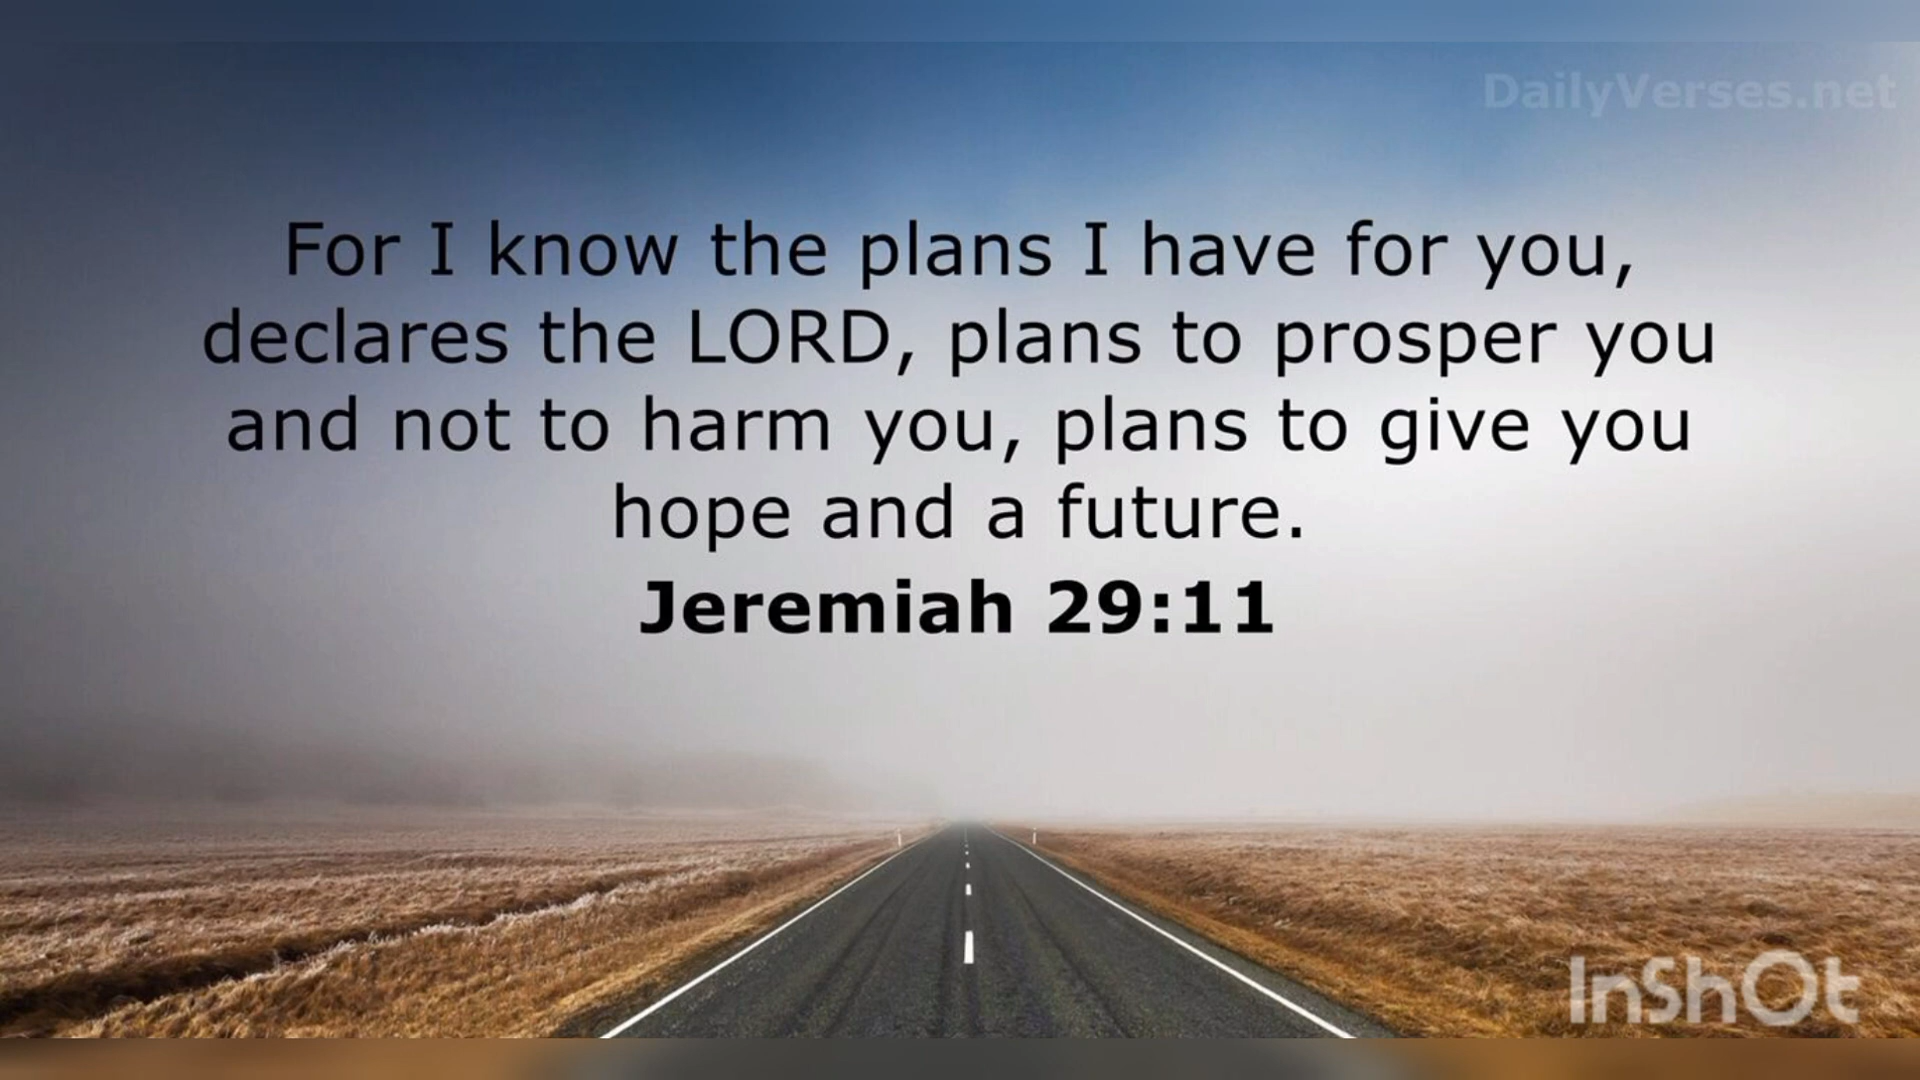 DailyVerses.net
For I know the plans I have for you,
declares the LORD, plans to prosper you
and not to harm you, plans to give you
hope and a future.
Jeremiah 29:11
InShOt